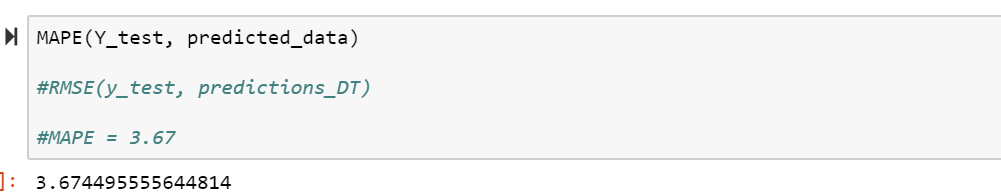 MAPE(Y_test, predicted_data)
#RMSE(y_test, predictions_DT)
#MAPE = 3.67
]: 3.674495555644814